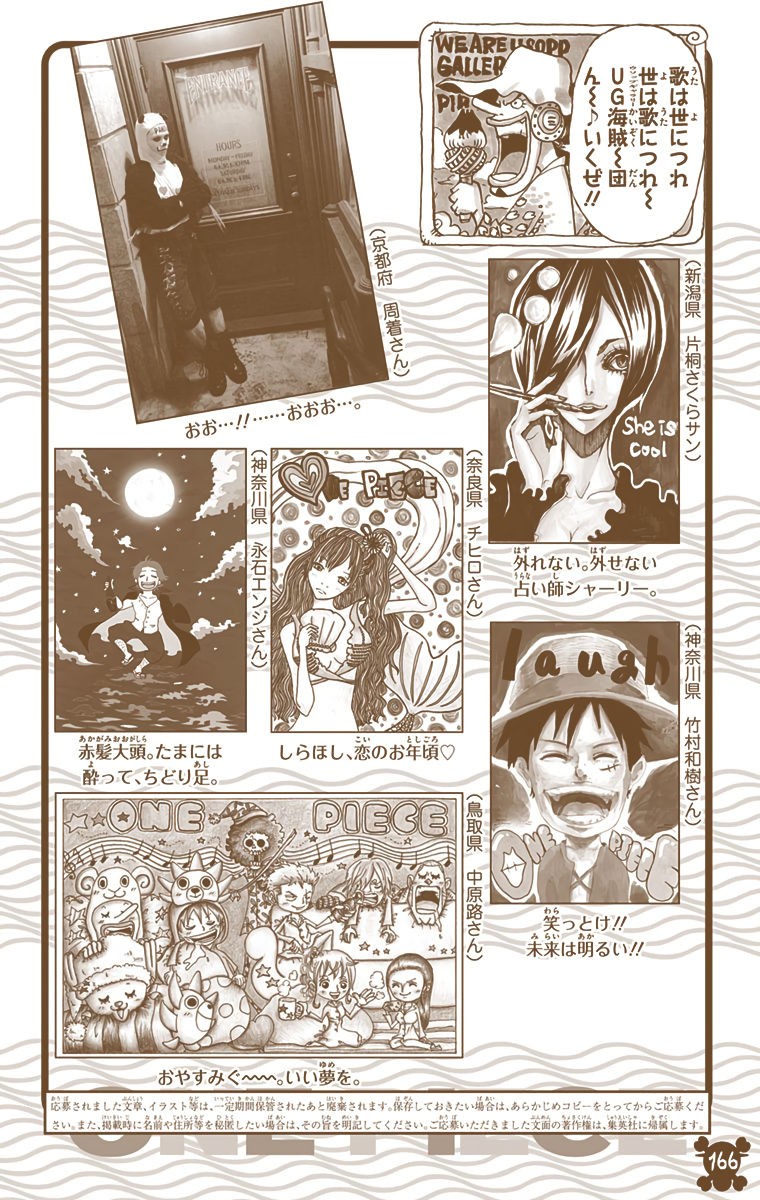 歌は世につれ
世は歌につれ〜
UG海賊〜団
ん〜♪いくぜ!!
WE ARE USOPP
GALLER
PIR
ENTRANCE
HOURS
MONDAY - FRIDAY
SATURDAY
(京都府 周着さん)
おお…!!……おおお…。
(新潟県 片桐さくらサン)
She is
cool
外れない。外せない
占い師シャーリー。
(奈良県 チヒロさん)
ONE PIECE
しらほし、恋のお年頃♡
(神奈川県 永石エンジさん)
赤髪大頭。たまには
酔って、ちどり足。
(神奈川県 竹村和樹さん)
laugh
ONE PIECE
笑っとけ!!
未来は明るい!!
(鳥取県 中原路さん)
ONE PIECE
おやすみぐ〜〜〜。いい夢を。
応募されました文章、イラスト等は、一定期間保管されたあと廃棄されます。保存しておきたい場合は、あらかじめコピーをとってからご応募くだ
さい。また、掲載時に名前や住所等を秘匿したい場合は、その旨を明記してください。ご応募いただきました文面の著作権は、集英社に帰属します。
ONE PIECE
166